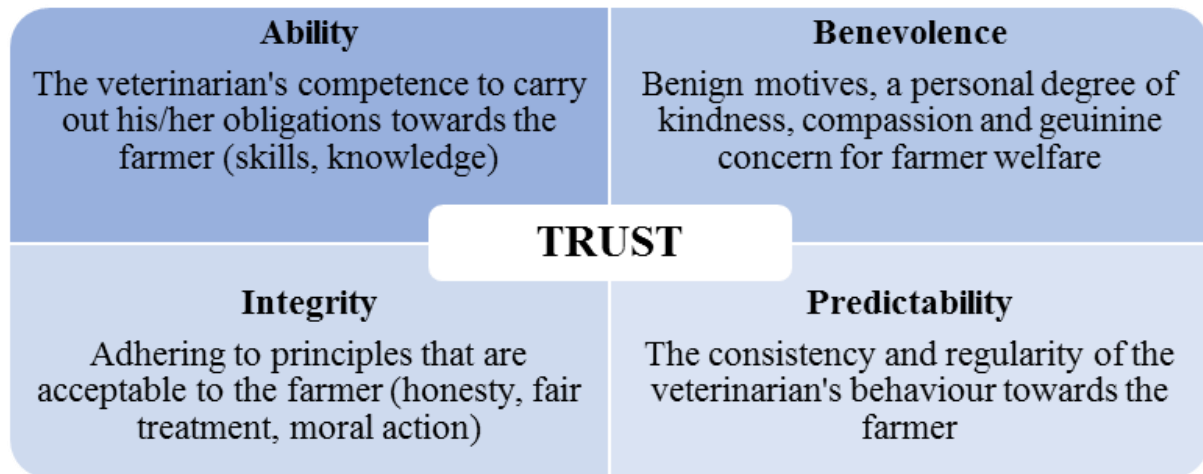 Ability
The veterinarian's competence to carry
out his/her obligations towards the
farmer (skills, knowledge)
Benevolence
Benign motives, a personal degree of
kindness, compassion and geuinine
concern for farmer welfare
TRUST
Integrity
Adhering to principles that are
acceptable to the farmer (honesty, fair
treatment, moral action)
Predictability
The consistency and regularity of the
veterinarian's behaviour towards the
farmer